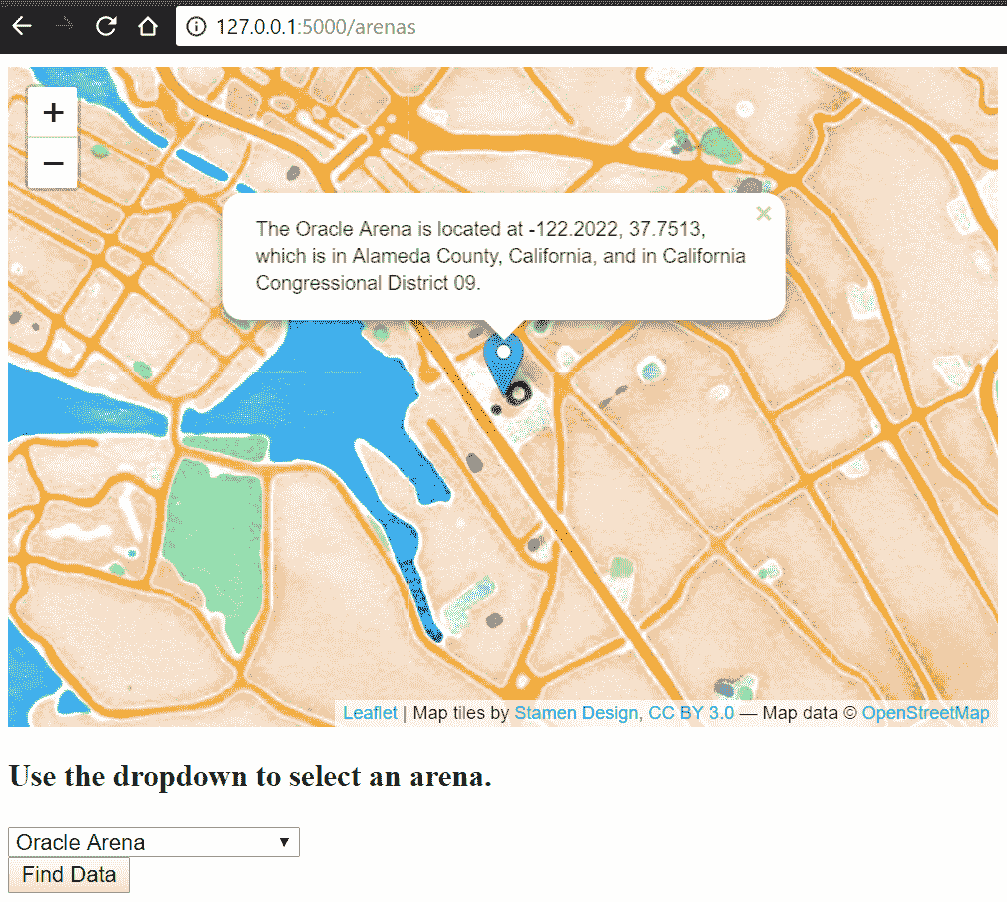 127.0.0.1:5000/arenas
+
−
The Oracle Arena is located at -122.2022, 37.7513,
which is in Alameda County, California, and in California
Congressional District 09.
Leaflet | Map tiles by Stamen Design, CC BY 3.0 — Map data © OpenStreetMap
Use the dropdown to select an arena.
Oracle Arena
Find Data